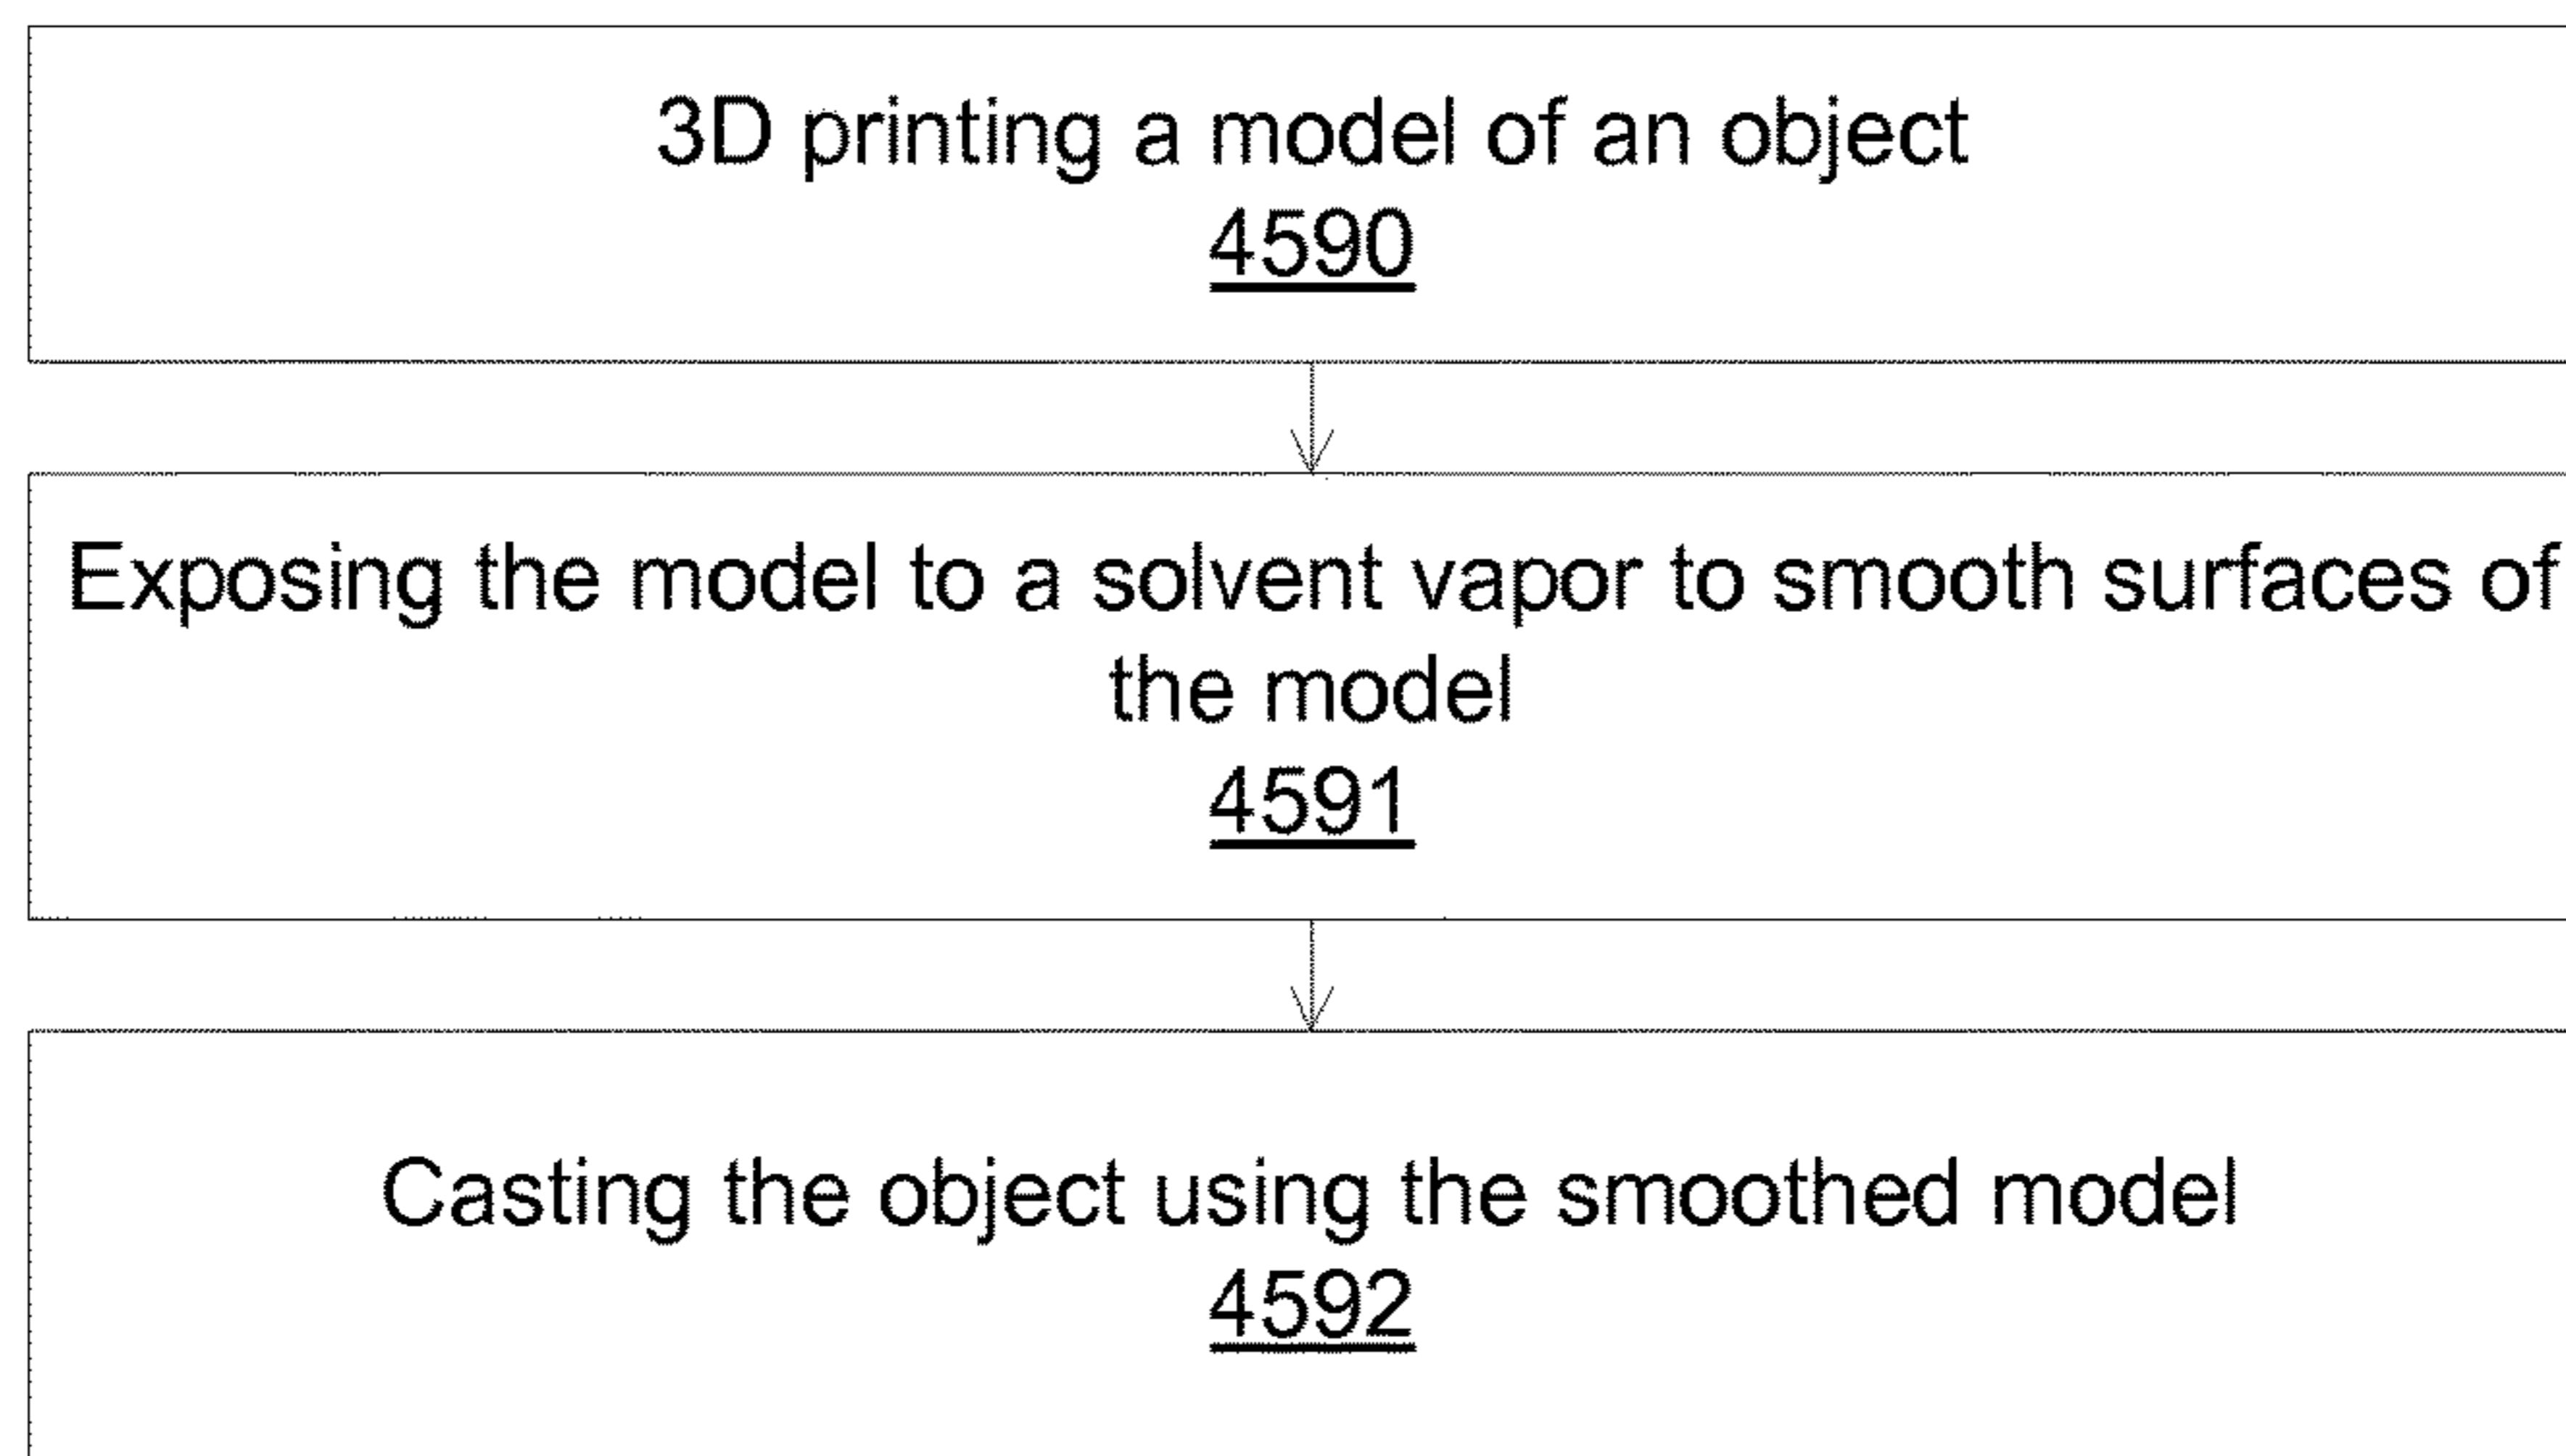 3D printing a model of an object
4590
Exposing the model to a solvent vapor to smooth surfaces of
the model
4591
Casting the object using the smoothed model
4592